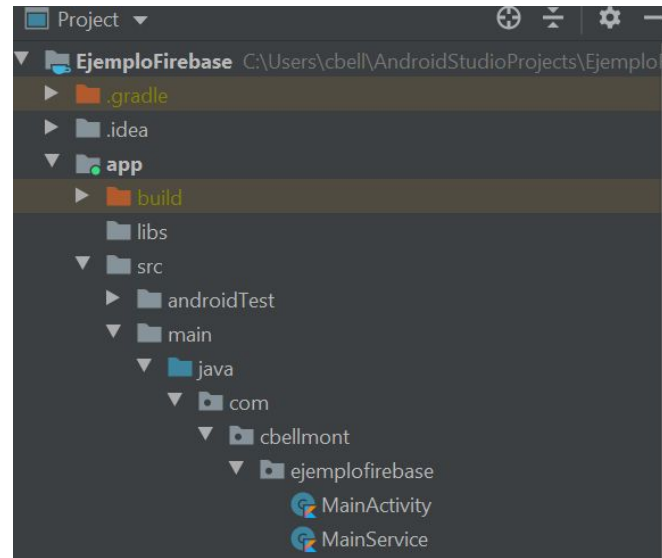 Project
EjemploFirebase C:\Users\cbell\AndroidStudioProjects\Ejemplo
.gradle
.idea
app
build
libs
src
androidTest
main
java
com
cbellmont
ejemplofirebase
MainActivity
MainService